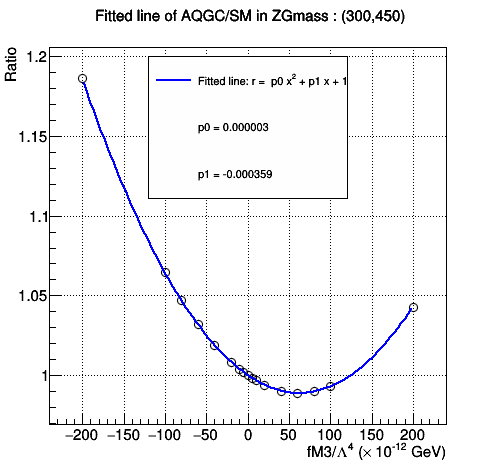 Fitted line of AQGC/SM in ZGmass : (300,450)
Ratio
1.2
1.15
1.1
1.05
1
Fitted line: r = p0 x² + p1 x + 1
p0 = 0.000003
p1 = -0.000359
−200 −150 −100 −50 0 50 100 150 200
fM3/Λ⁴ (× 10⁻¹² GeV)